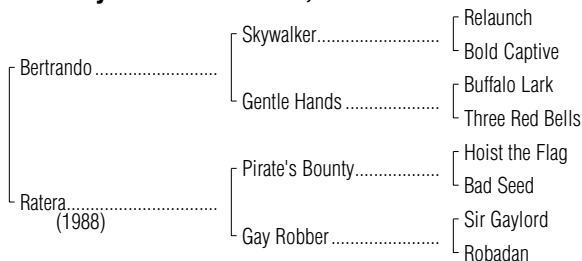 Relaunch
Skywalker
Bold Captive
Bertrando
Buffalo Lark
Gentle Hands
Three Red Bells
Hoist the Flag
Pirate's Bounty
Bad Seed
Ratera
(1988)
Sir Gaylord
Gay Robber
Robadan